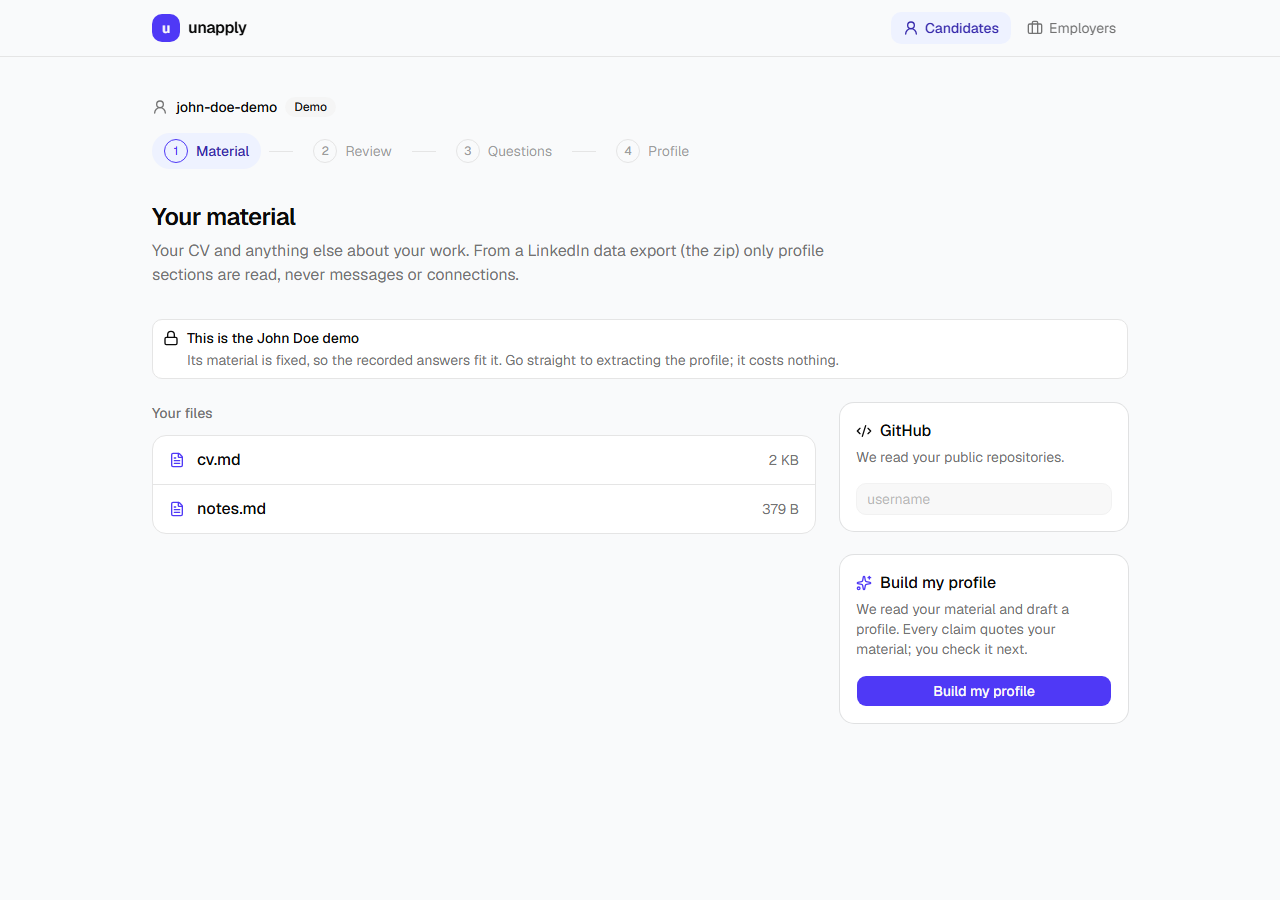 u unapply
Candidates
Employers
john-doe-demo Demo
1 Material
2 Review
3 Questions
4 Profile
Your material
Your CV and anything else about your work. From a LinkedIn data export (the zip) only profile
sections are read, never messages or connections.
This is the John Doe demo
Its material is fixed, so the recorded answers fit it. Go straight to extracting the profile; it costs nothing.
Your files
cv.md 2 KB
notes.md 379 B
GitHub
We read your public repositories.
username
Build my profile
We read your material and draft a
profile. Every claim quotes your
material; you check it next.
Build my profile